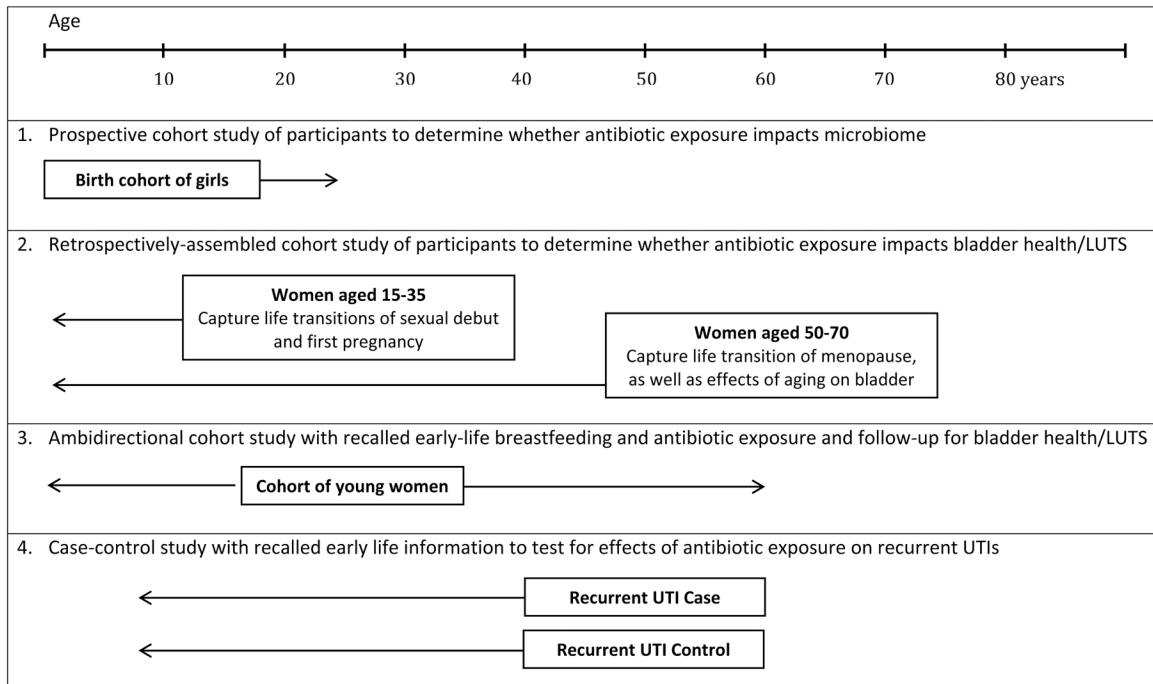 Age
10 20 30 40 50 60 70 80 years
1. Prospective cohort study of participants to determine whether antibiotic exposure impacts microbiome
Birth cohort of girls
2. Retrospectively-assembled cohort study of participants to determine whether antibiotic exposure impacts bladder health/LUTS
Women aged 15-35
Capture life transitions of sexual debut
and first pregnancy
Women aged 50-70
Capture life transition of menopause,
as well as effects of aging on bladder
3. Ambidirectional cohort study with recalled early-life breastfeeding and antibiotic exposure and follow-up for bladder health/LUTS
Cohort of young women
4. Case-control study with recalled early life information to test for effects of antibiotic exposure on recurrent UTIs
Recurrent UTI Case
Recurrent UTI Control